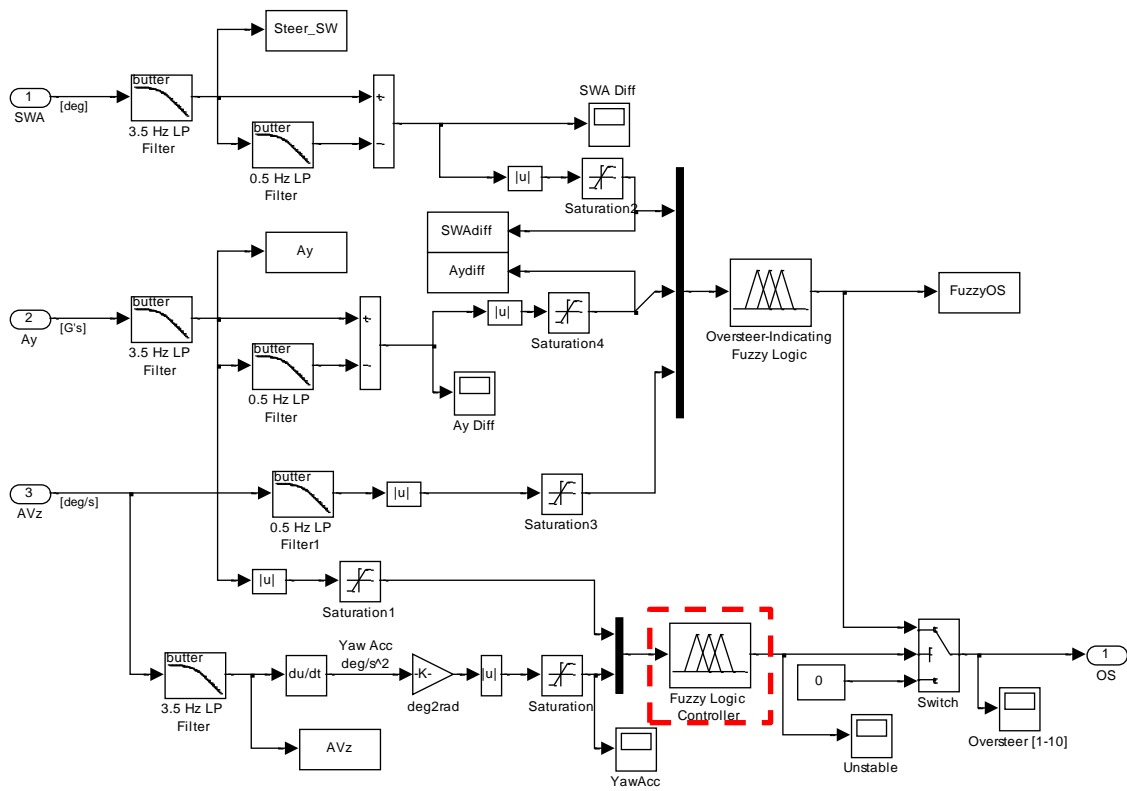 Steer_SW
butter
1
[deg]
SWA
3.5 Hz LP
Filter
butter
0.5 Hz LP
Filter
+
−
SWA Diff
|u|
Saturation2
SWAdiff
Aydiff
Ay
butter
2
[G's]
Ay
3.5 Hz LP
Filter
butter
0.5 Hz LP
Filter
+
−
|u|
Saturation4
Ay Diff
Oversteer-Indicating
Fuzzy Logic
FuzzyOS
3
[deg/s]
AVz
butter
0.5 Hz LP
Filter1
|u|
Saturation3
|u|
Saturation1
butter
3.5 Hz LP
Filter
du/dt
Yaw Acc
deg/s^2
-K-
deg2rad
|u|
Saturation
Fuzzy Logic
Controller
0
Switch
1
OS
AVz
YawAcc
Unstable
Oversteer [1-10]